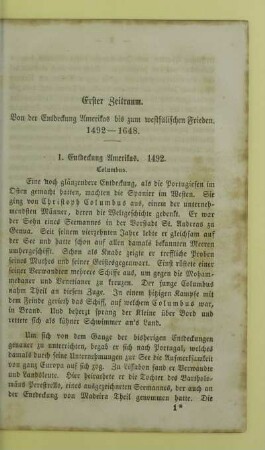 Erster Zeitraum.
Von der Entdeckung Amerikas bis zum westfälischen Frieden.
1492—1648.
1. Entdeckung Amerikas. 1492.
Columbus.
Eine noch glänzendere Entdeckung, als die Portugiesen im
Osten gemacht hatten, machten die Spanier im Westen. Sie
ging von Christoph Columbus aus, einem der unterneh-
mendsten Männer, deren die Weltgeschichte gedenkt. Er war
der Sohn eines Seemannes in der Vorstadt St. Andreas zu
Genua. Seit seinem vierzehnten Jahre lebte er gleichsam auf
der See und hatte schon auf allen damals bekannten Meeren
umhergeschifft. Schon als Knabe zeigte er treffliche Proben
seines Muthes und seiner Geistesgegenwart. Einst rüstete einer
seiner Verwandten mehrere Schiffe aus, um gegen die Moham-
medaner und Venetianer zu kreuzen. Der junge Columbus
nahm Theil an diesem Zuge. In einem hitzigen Kampfe mit
dem Feinde gerieth das Schiff, auf welchem Columbus war,
in Brand. Und beherzt sprang der Kleine über Bord und
rettete sich als kühner Schwimmer an's Land.
Um sich von dem Gange der bisherigen Entdeckungen
genauer zu unterrichten, begab er sich nach Portugal, welches
damals durch seine Unternehmungen zur See die Aufmerksamkeit
von ganz Europa auf sich zog. Zu Lissabon fand er Verwandte
und Landsleute. Hier heirathete er die Tochter des Bartholo-
mäus Perestrello, eines ausgezeichneten Seemannes, der auch an
der Entdeckung von Madeira Theil genommen hatte. Die
1*